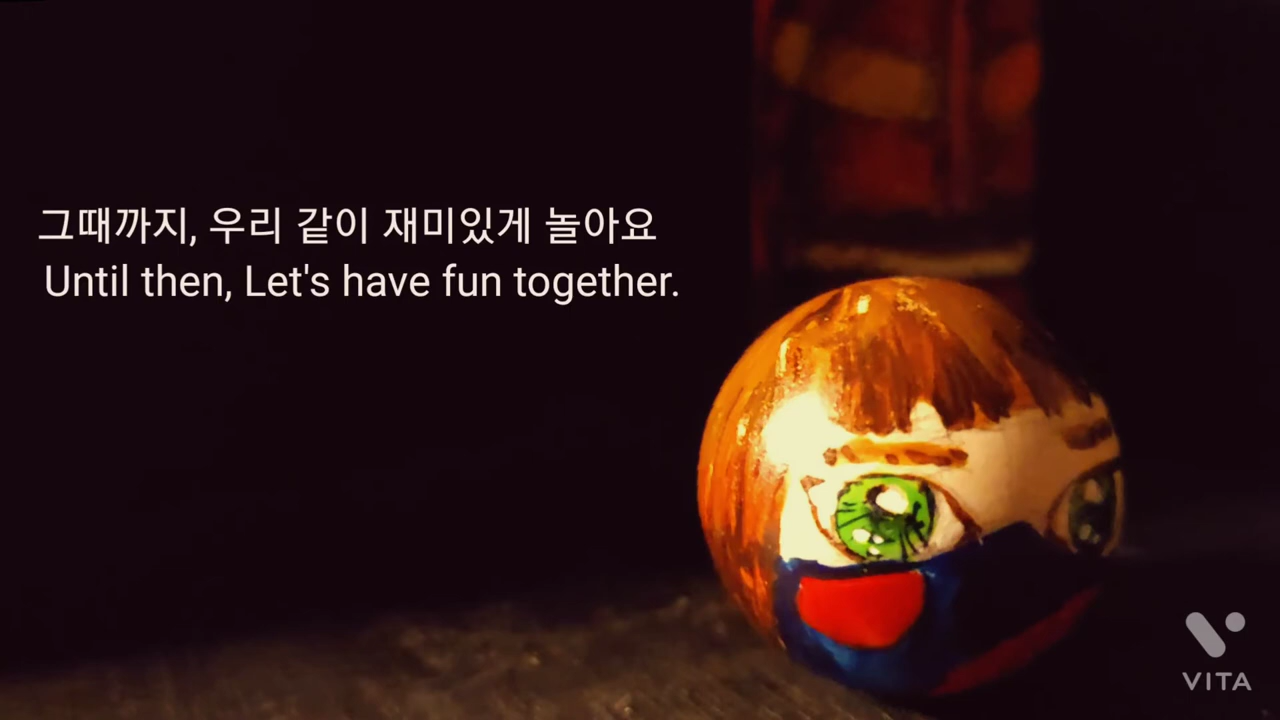 그때까지, 우리 같이 재미있게 놀아요
Until then, Let's have fun together.
VITA